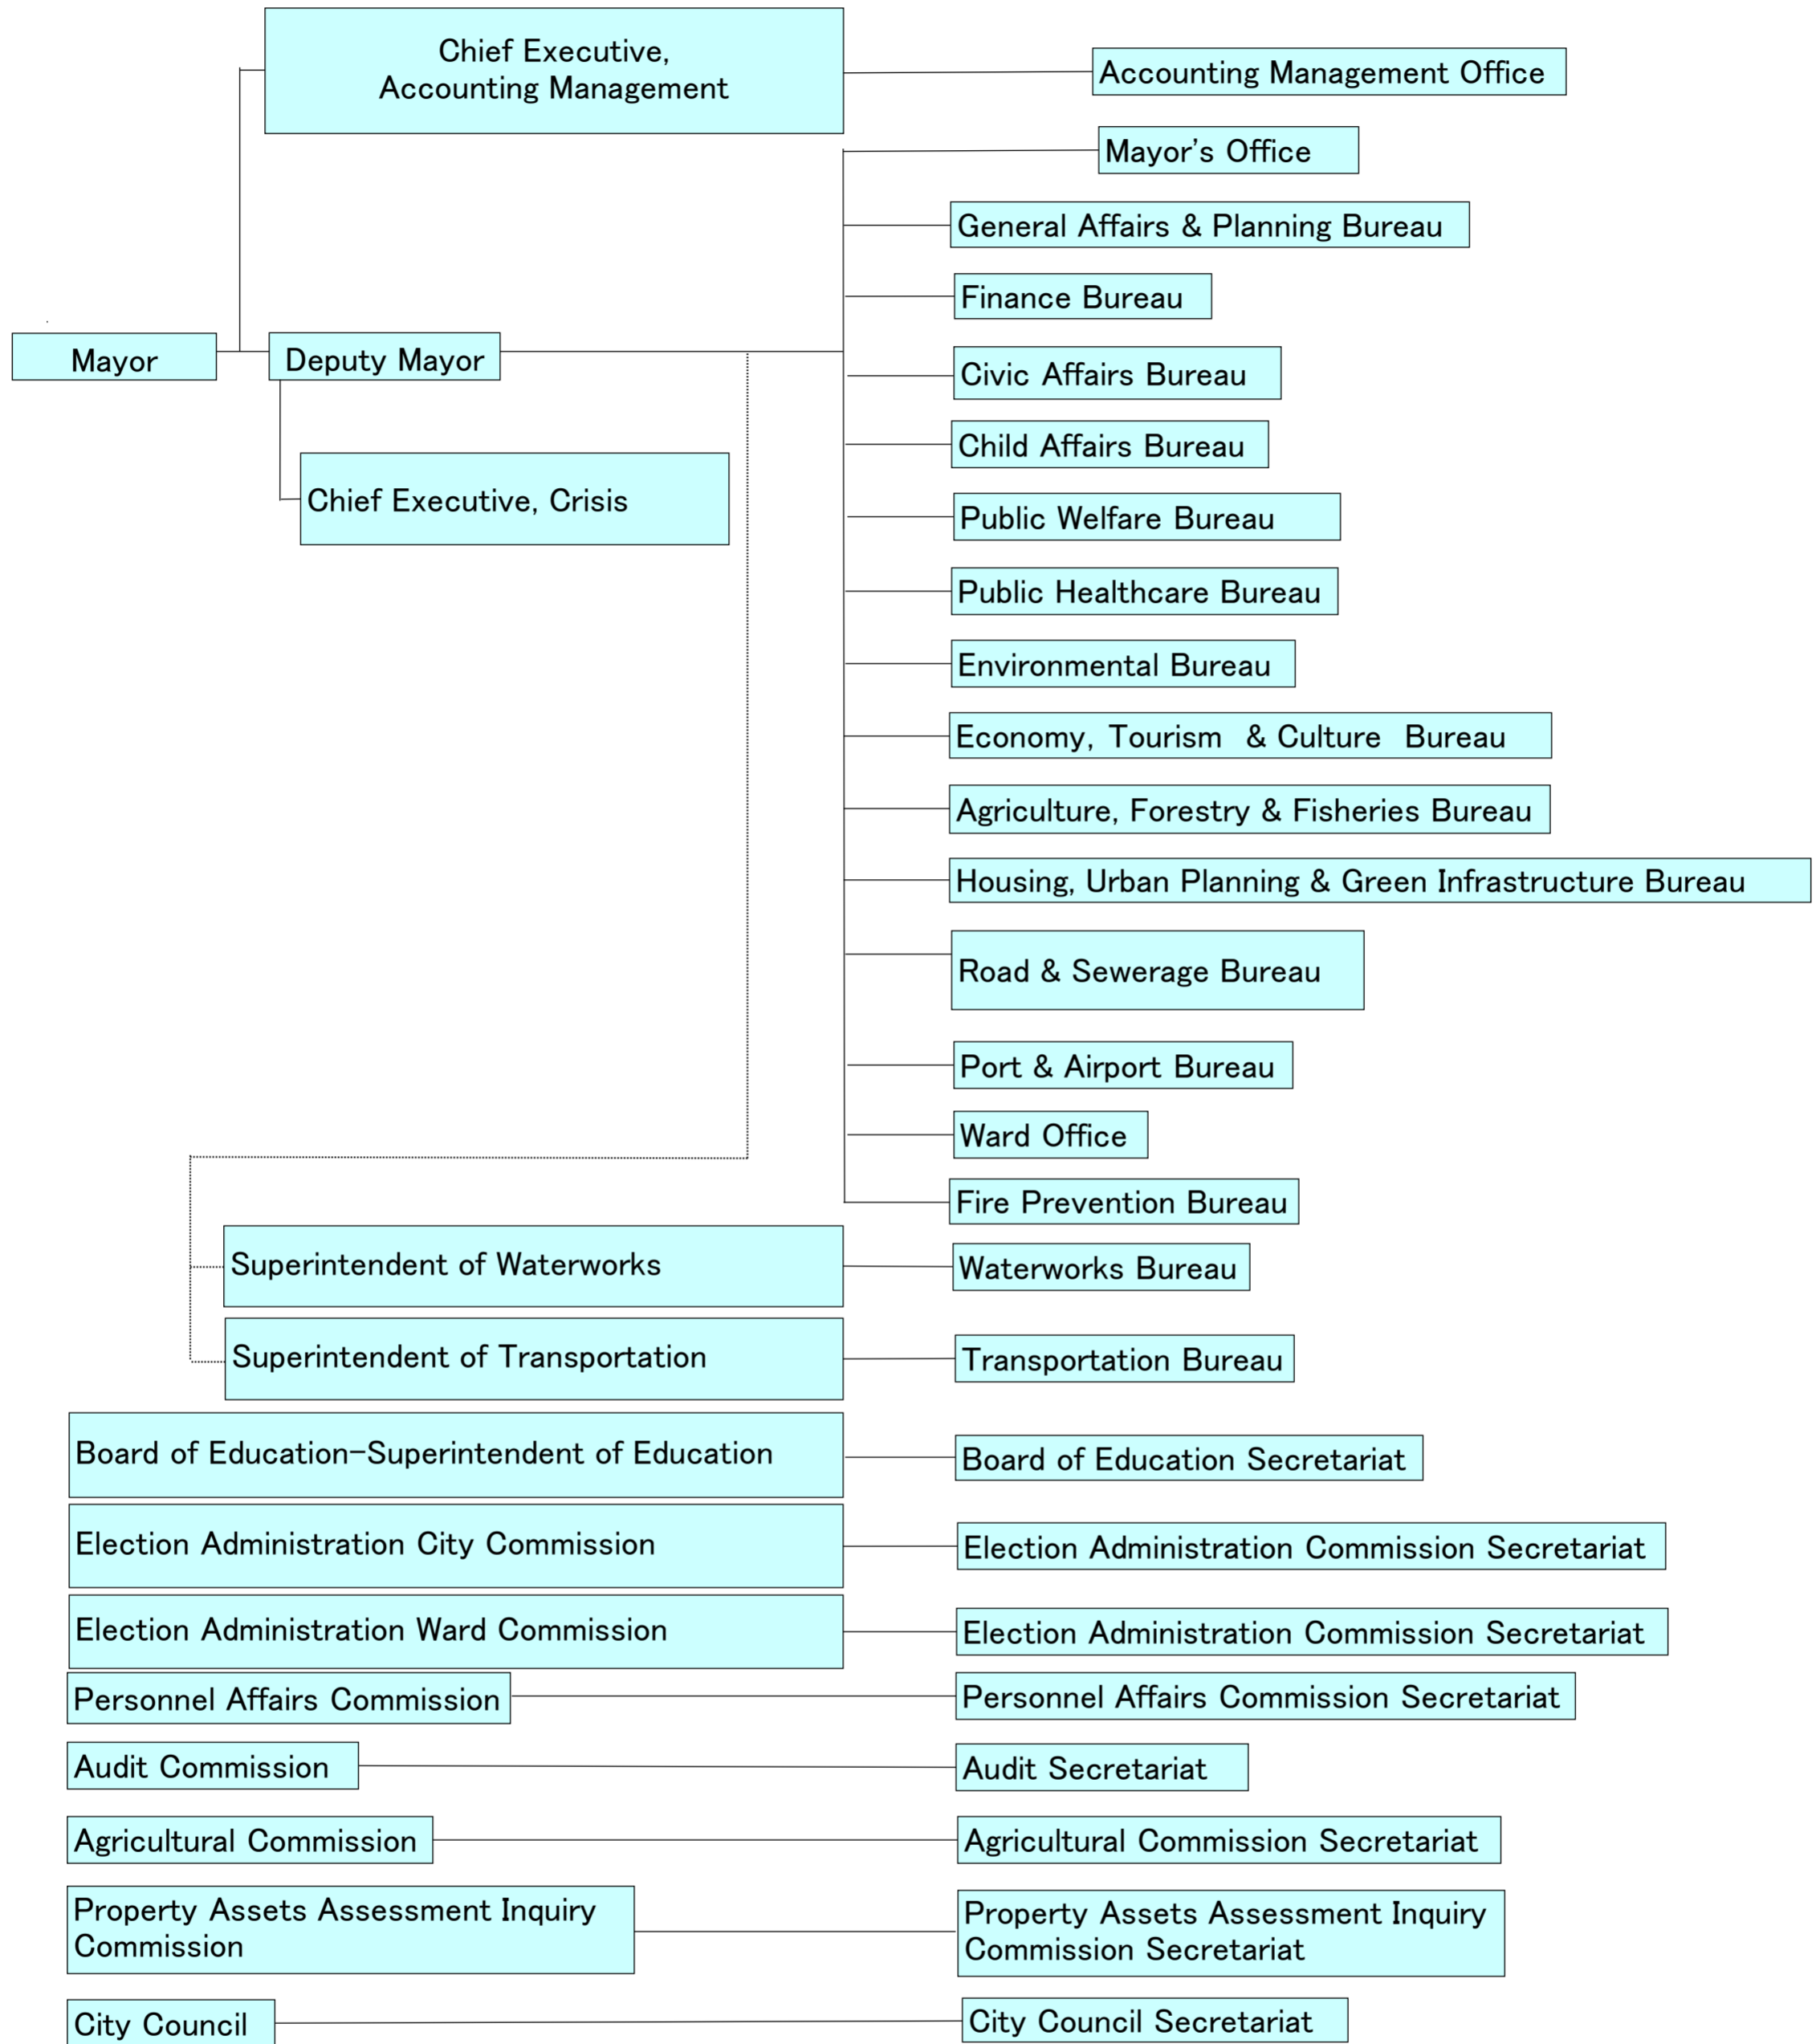 Chief Executive,
Accounting Management
Accounting Management Office
Mayor’s Office
General Affairs & Planning Bureau
Finance Bureau
Mayor
Deputy Mayor
Civic Affairs Bureau
Child Affairs Bureau
Chief Executive, Crisis
Public Welfare Bureau
Public Healthcare Bureau
Environmental Bureau
Economy, Tourism & Culture Bureau
Agriculture, Forestry & Fisheries Bureau
Housing, Urban Planning & Green Infrastructure Bureau
Road & Sewerage Bureau
Port & Airport Bureau
Ward Office
Fire Prevention Bureau
Superintendent of Waterworks
Waterworks Bureau
Superintendent of Transportation
Transportation Bureau
Board of Education-Superintendent of Education
Board of Education Secretariat
Election Administration City Commission
Election Administration Commission Secretariat
Election Administration Ward Commission
Election Administration Commission Secretariat
Personnel Affairs Commission
Personnel Affairs Commission Secretariat
Audit Commission
Audit Secretariat
Agricultural Commission
Agricultural Commission Secretariat
Property Assets Assessment Inquiry
Commission
Property Assets Assessment Inquiry
Commission Secretariat
City Council
City Council Secretariat